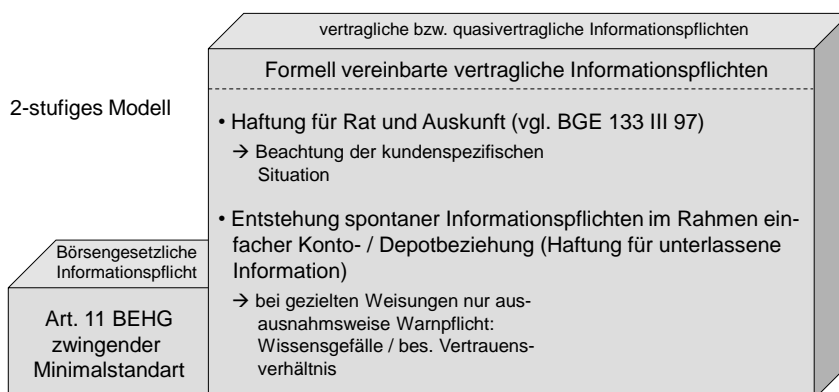 vertragliche bzw. quasivertragliche Informationspflichten
Formell vereinbarte vertragliche Informationspflichten
2-stufiges Modell
• Haftung für Rat und Auskunft (vgl. BGE 133 III 97)
→ Beachtung der kundenspezifischen
Situation
• Entstehung spontaner Informationspflichten im Rahmen ein-
facher Konto- / Depotbeziehung (Haftung für unterlassene
Information)
→ bei gezielten Weisungen nur aus-
ausnahmsweise Warnpflicht:
Wissensgefälle / bes. Vertrauens-
verhältnis
Börsengesetzliche
Informationspflicht
Art. 11 BEHG
zwingender
Minimalstandart